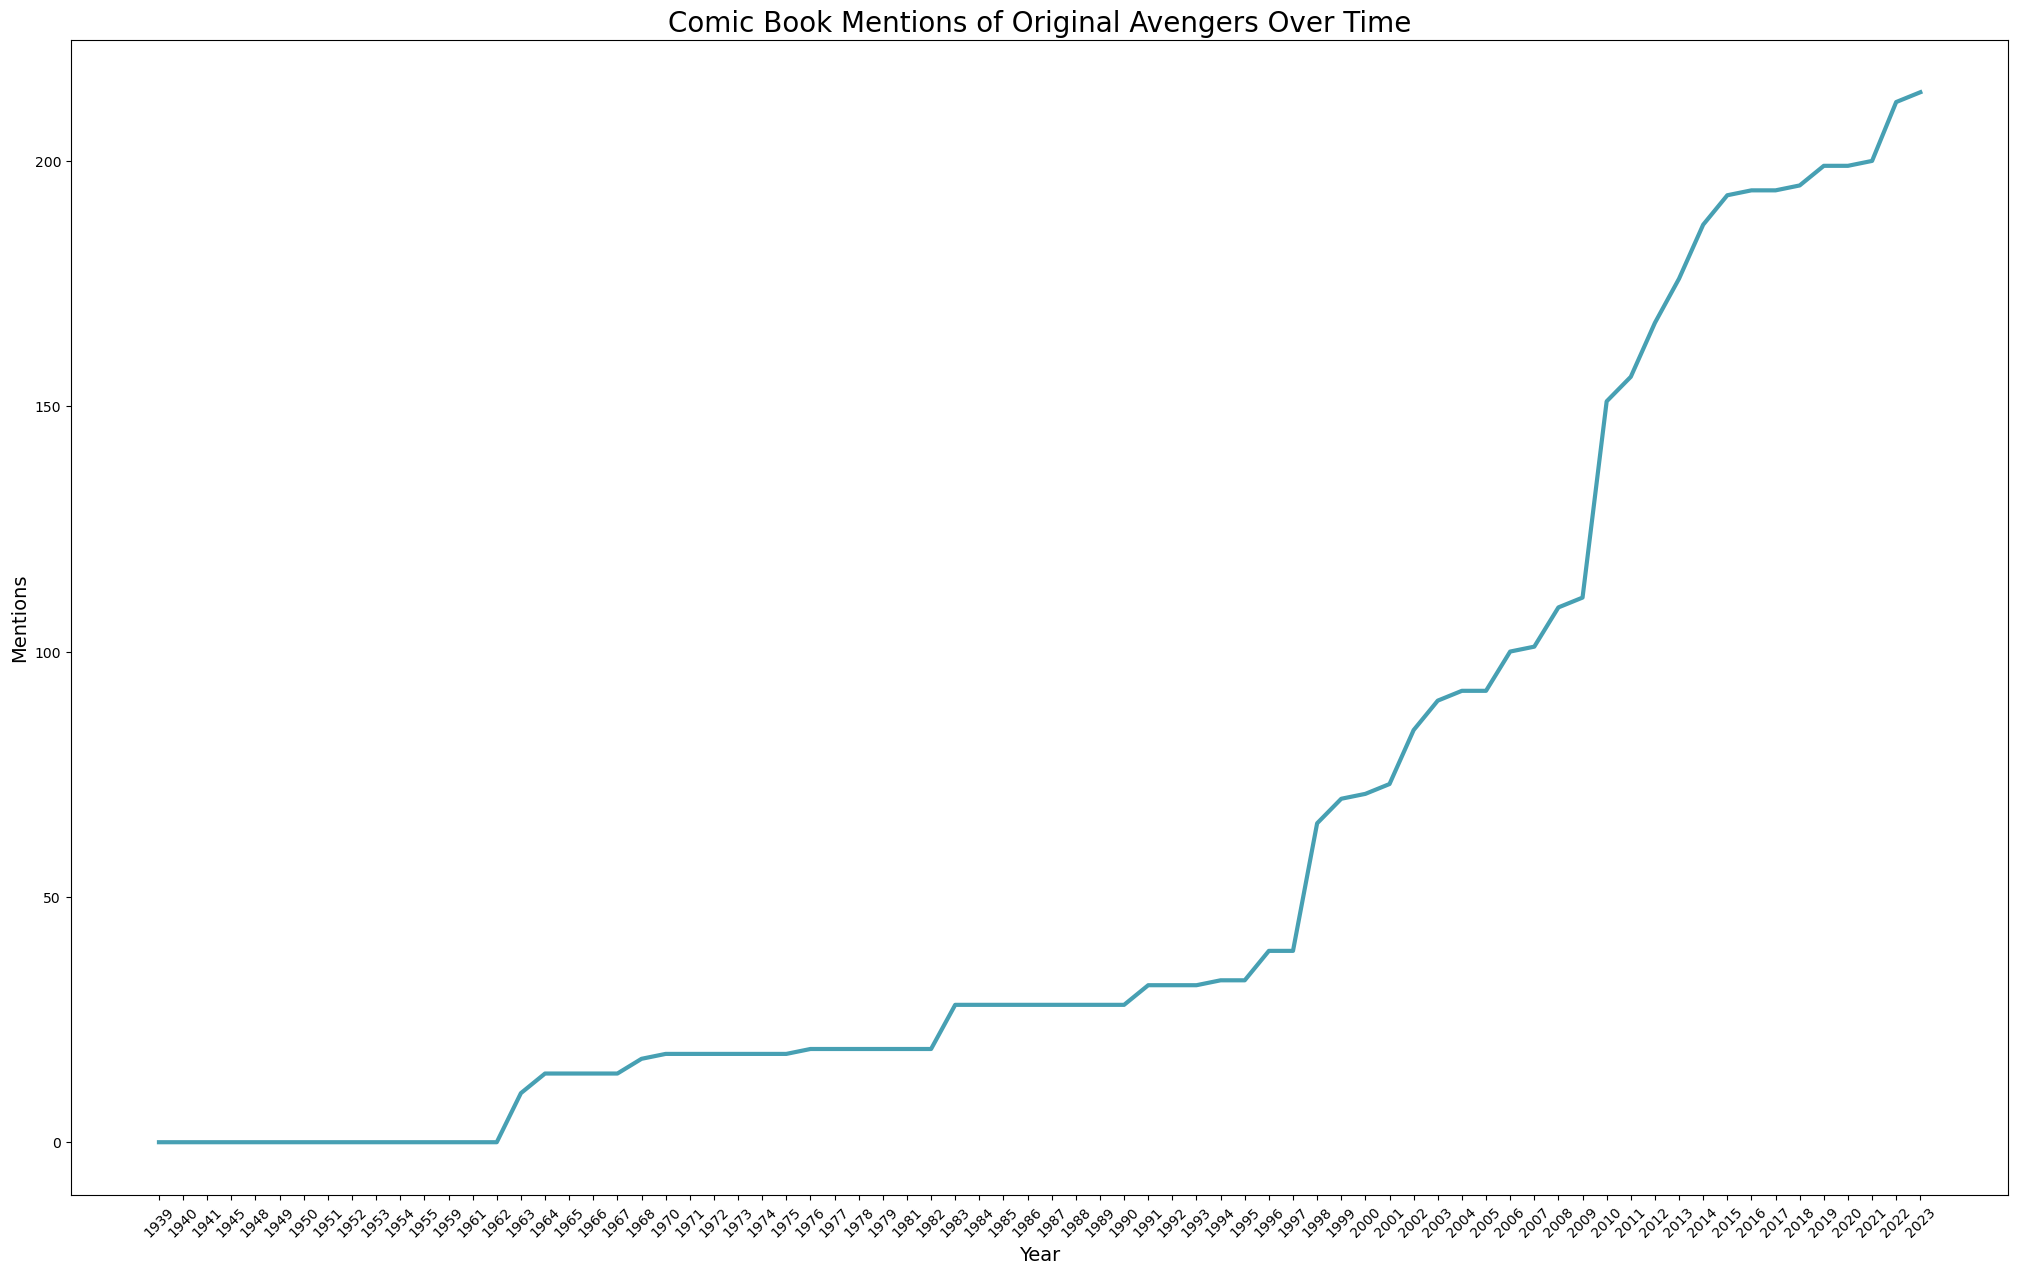 Comic Book Mentions of Original Avengers Over Time
Mentions
200
150
100
50
0
1939 1940 1941 1945 1948 1949 1950 1951 1952 1953 1954 1955 1959 1961 1962 1963 1964 1965 1966 1967 1968 1970 1971 1972 1973 1974 1975 1976 1977 1978 1979 1981 1982 1983 1984 1985 1986 1987 1988 1989 1990 1991 1992 1993 1994 1995 1996 1997 1998 1999 2000 2001 2002 2003 2004 2005 2006 2007 2008 2009 2010 2011 2012 2013 2014 2015 2016 2017 2018 2019 2020 2021 2022 2023
Year